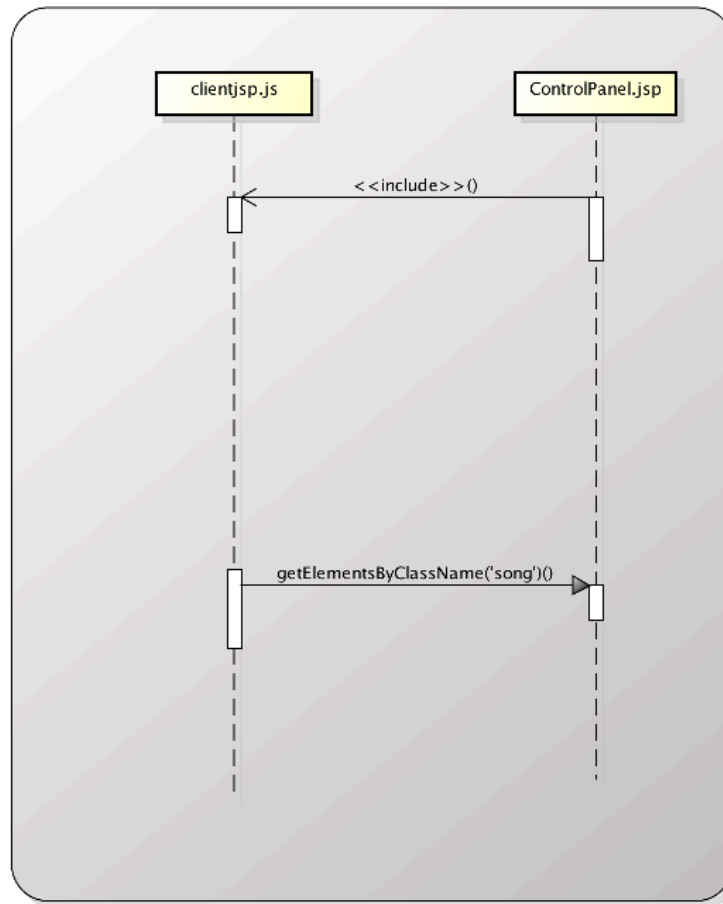 clientjsp.js
ControlPanel.jsp
<<include>>()
getElementsByClassName('song')()